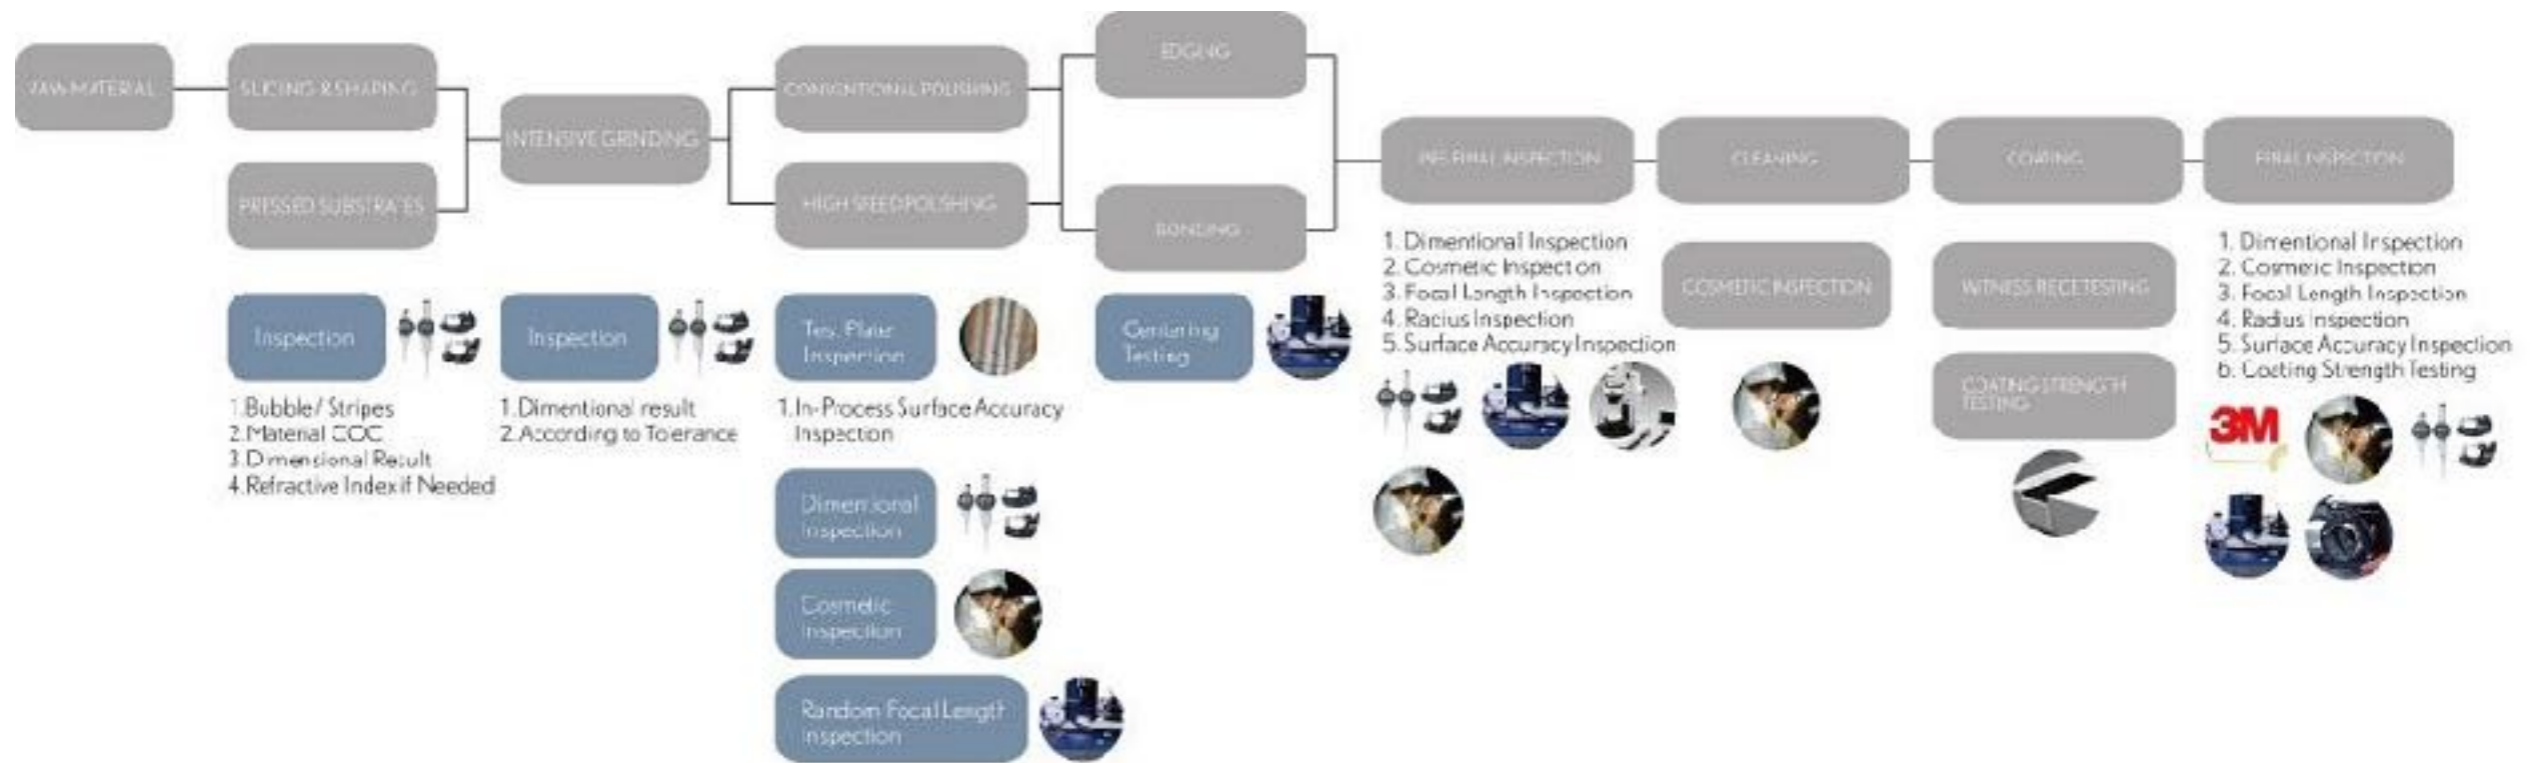 RAW MATERIAL
SLICING & SHAPING
PRESSED SUBSTRATES
INTENSIVE GRINDING
CONVENTIONAL POLISHING
HIGH SPEED POLISHING
EDGING
BONDING
PRE-FINAL INSPECTION
CLEANING
COATING
FINAL INSPECTION
Inspection
1.Bubble / Stripes
2.Material COC
3.Dimensional Result
4.Refractive Index if Needed
Inspection
1.Dimentional result
2.According to Tolerance
Test Plate
Inspection
1.In-Process Surface Accuracy
Inspection
Dimentional
Inspection
Cosmetic
Inspection
Random Focal Length
Inspection
Centering
Testing
1. Dimentional Inspection
2. Cosmetic Inspection
3. Focal Length Inspection
4. Racius Inspection
5. Surface Accuracy Inspection
COSMETIC INSPECTION
WITNESS PIECE TESTING
COATING STRENGTH
TESTING
1. Dimentional Inspection
2. Cosmetic Inspection
3. Focal Length Inspection
4. Radius Inspection
5. Surface Accuracy Inspection
6. Coating Strength Testing
3M